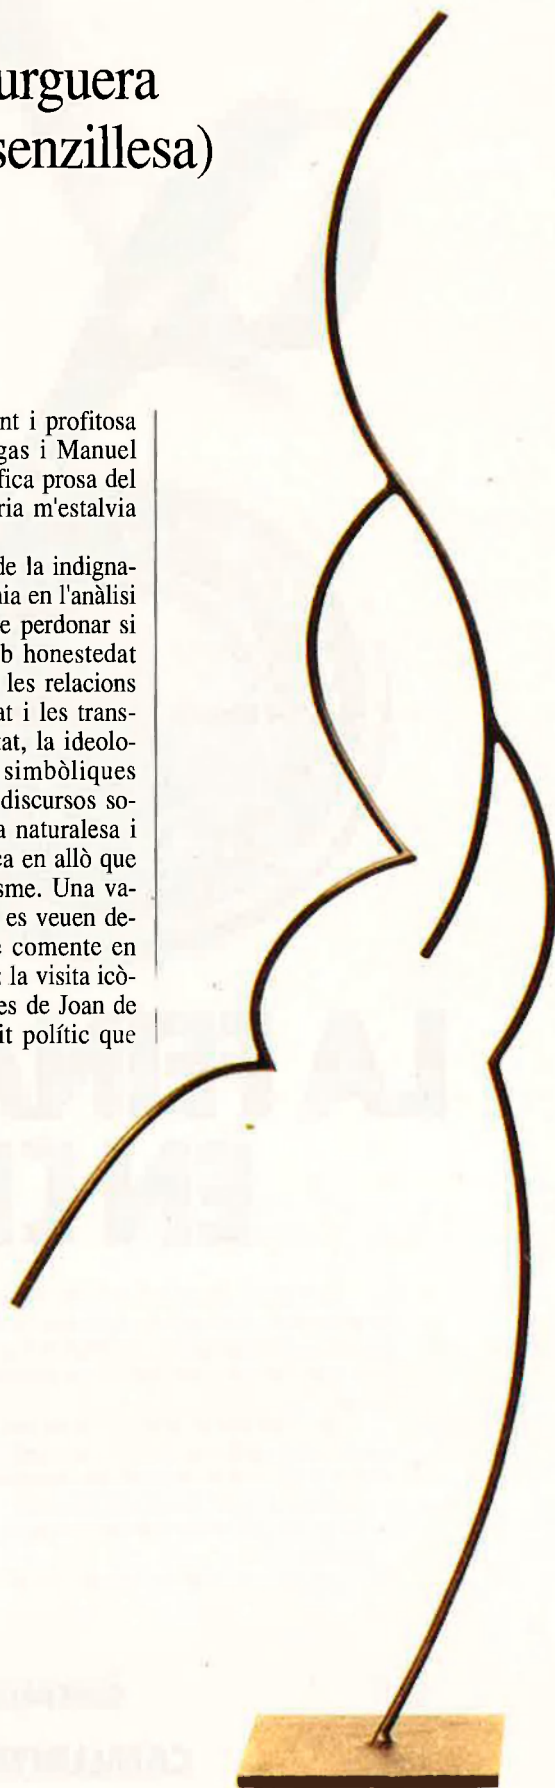 urguera
senzillesa)
nt i profitosa
gas i Manuel
fica prosa del
ria m'estalvia
de la indigna-
nia en l'anàlisi
e perdonar si
b honestedat
les relacions
at i les trans-
tat, la ideolo-
simbòliques
discursos so-
a naturalesa i
ca en allò que
sme. Una va-
es veuen de-
e comente en
: la visita icò-
es de Joan de
it polític que